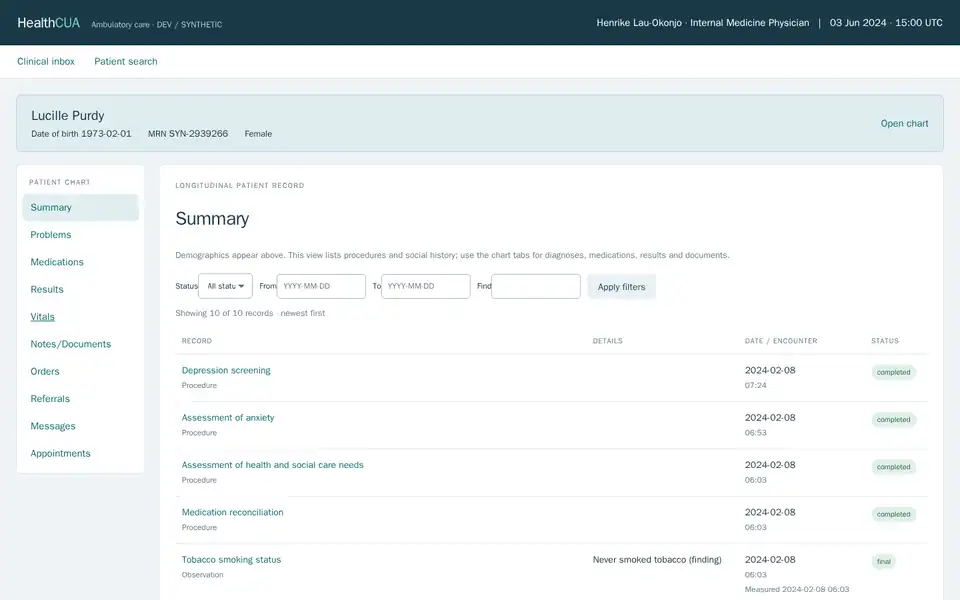 HealthCUA Ambulatory care · DEV / SYNTHETIC Henrike Lau-Okonjo · Internal Medicine Physician | 03 Jun 2024 · 15:00 UTC
Clinical inbox Patient search
Lucille Purdy
Date of birth 1973-02-01 MRN SYN-2939266 Female
Open chart
PATIENT CHART
Summary
Problems
Medications
Results
Vitals
Notes/Documents
Orders
Referrals
Messages
Appointments
LONGITUDINAL PATIENT RECORD
Summary
Demographics appear above. This view lists procedures and social history; use the chart tabs for diagnoses, medications, results and documents.
Status All statu From YYYY-MM-DD To YYYY-MM-DD Find Apply filters
Showing 10 of 10 records · newest first
RECORD DETAILS DATE / ENCOUNTER STATUS
Depression screening 2024-02-08 completed
Procedure 07:24
Assessment of anxiety 2024-02-08 completed
Procedure 06:53
Assessment of health and social care needs 2024-02-08 completed
Procedure 06:03
Medication reconciliation 2024-02-08 completed
Procedure 06:03
Tobacco smoking status Never smoked tobacco (finding) 2024-02-08 final
Observation 06:03
Measured 2024-02-08 06:03